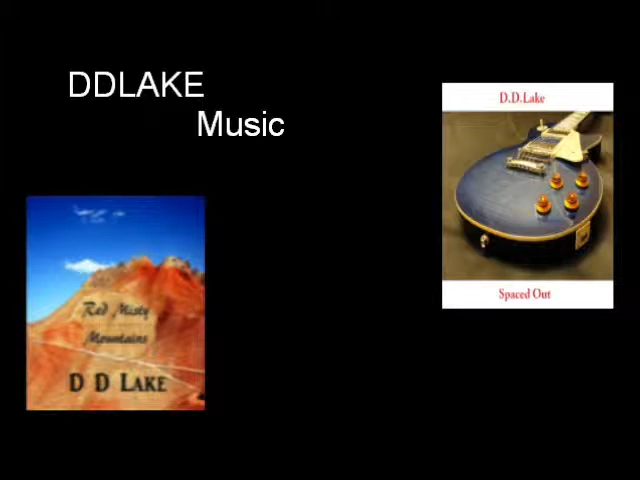 DDLAKE
Music
D.D.Lake
Spaced Out
Red Misty
Mountains
D D LAKE